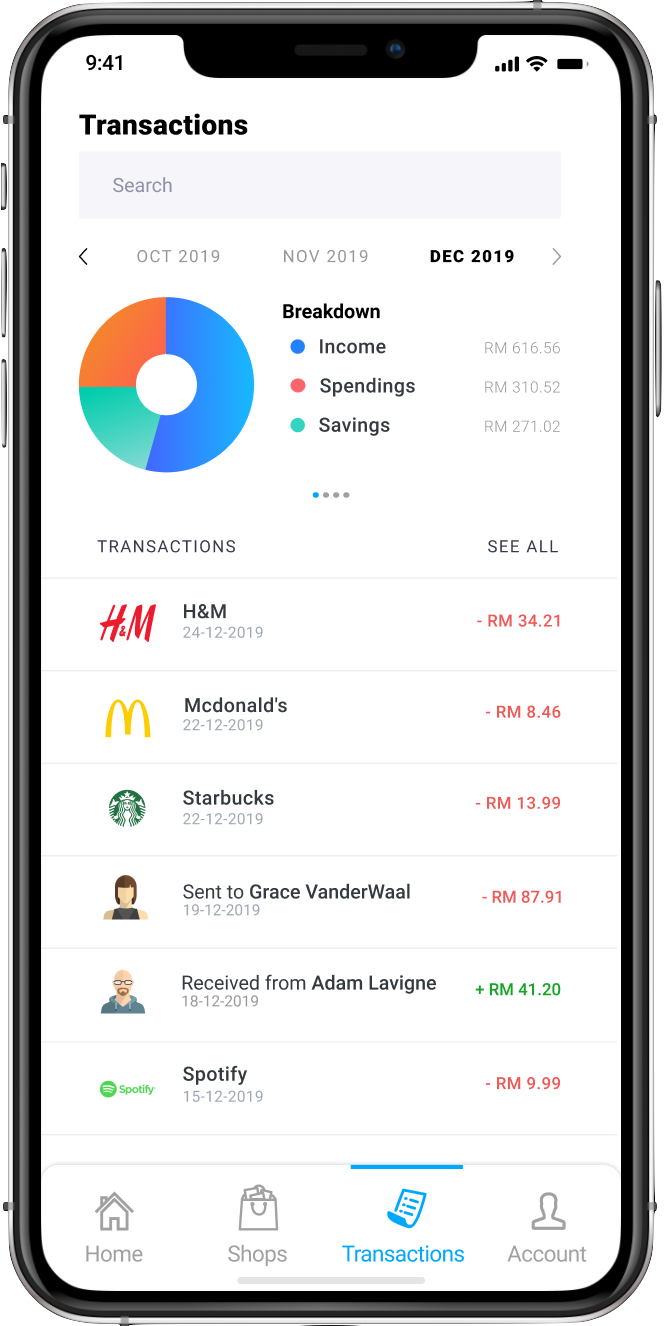 9:41
Transactions
Search
OCT 2019 NOV 2019 DEC 2019
Breakdown
Income RM 616.56
Spendings RM 310.52
Savings RM 271.02
TRANSACTIONS SEE ALL
H&M H&M - RM 34.21
24-12-2019
Mcdonald's - RM 8.46
22-12-2019
Starbucks - RM 13.99
22-12-2019
Sent to Grace VanderWaal - RM 87.91
19-12-2019
Received from Adam Lavigne + RM 41.20
18-12-2019
Spotify Spotify - RM 9.99
15-12-2019
Home Shops Transactions Account